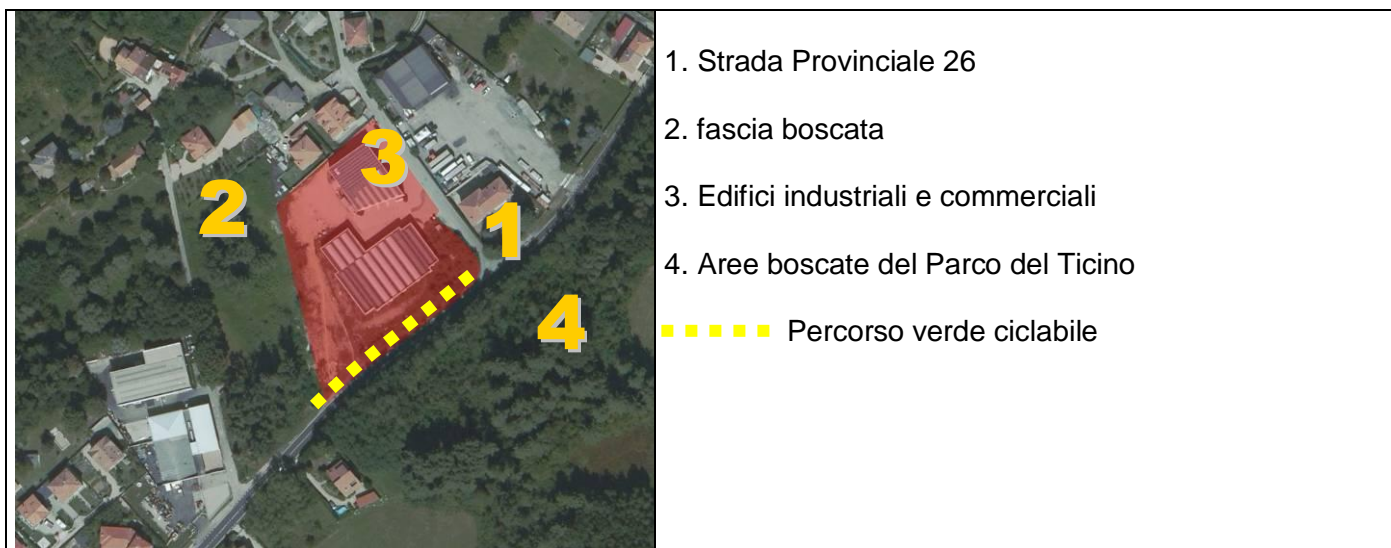 3
2
1
4
1. Strada Provinciale 26
2. fascia boscata
3. Edifici industriali e commerciali
4. Aree boscate del Parco del Ticino
Percorso verde ciclabile